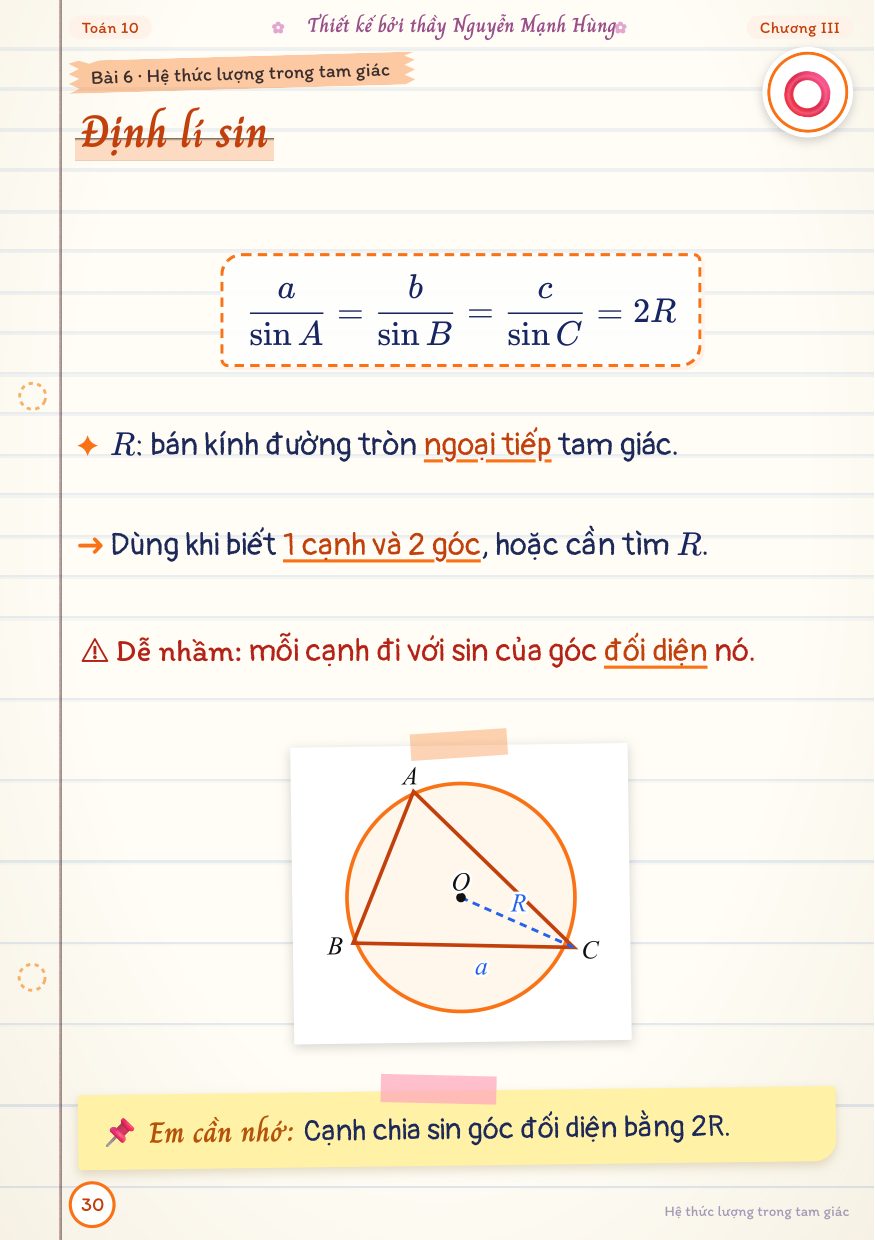 Toán 10
Thiết kế bởi thầy Nguyễn Mạnh Hùng
Chương III
Bài 6 · Hệ thức lượng trong tam giác
Định lí sin
a/sin A = b/sin B = c/sin C = 2R
R: bán kính đường tròn ngoại tiếp tam giác.
→ Dùng khi biết 1 cạnh và 2 góc, hoặc cần tìm R.
⚠ Dễ nhầm: mỗi cạnh đi với sin của góc đối diện nó.
A
O
R
B
C
a
Em cần nhớ: Cạnh chia sin góc đối diện bằng 2R.
30
Hệ thức lượng trong tam giác